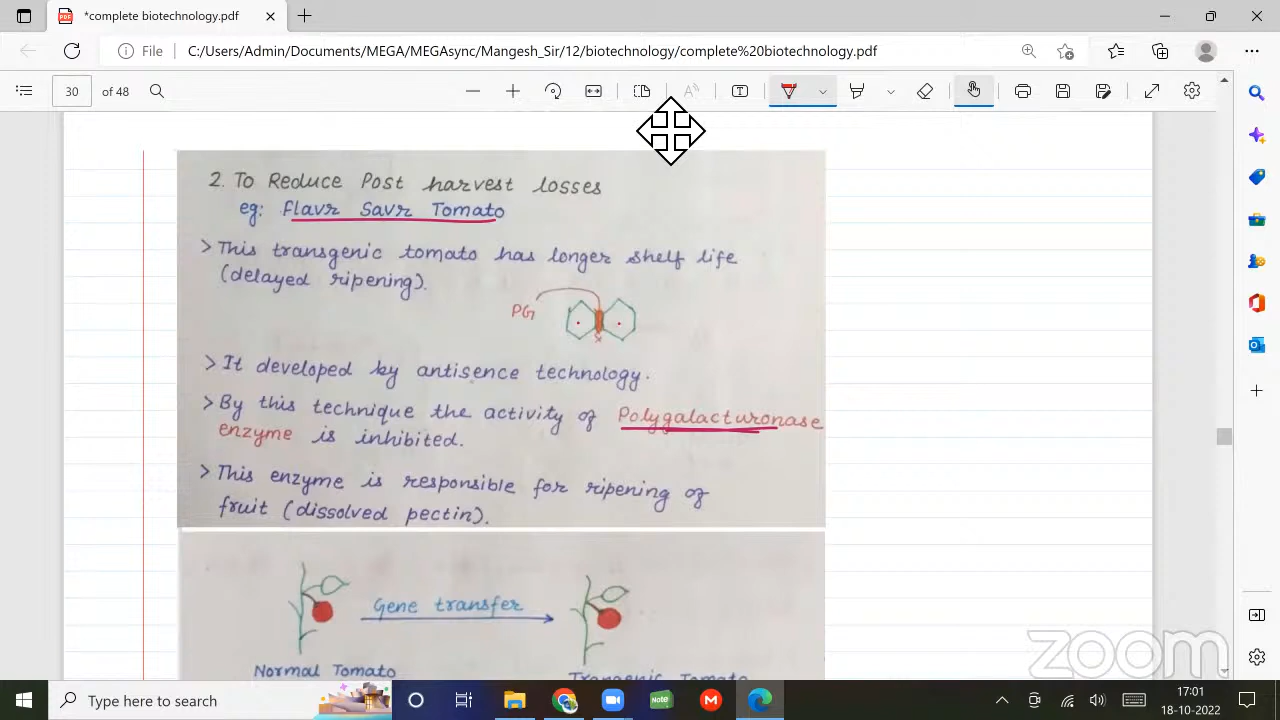 *complete biotechnology.pdf
File C:/Users/Admin/Documents/MEGA/MEGAsync/Mangesh_Sir/12/biotechnology/complete%20biotechnology.pdf
30 of 48
2. To Reduce Post harvest losses
eg: Flavr Savr Tomato
> This transgenic tomato has longer shelf life
(delayed ripening).
PG
> It developed by antisence technology.
> By this technique the activity of Polygalacturonase
enzyme is inhibited.
> This enzyme is responsible for ripening of
fruit (dissolved pectin).
Gene transfer
Normal Tomato
zoom
Type here to search
Note
17:01
18-10-2022